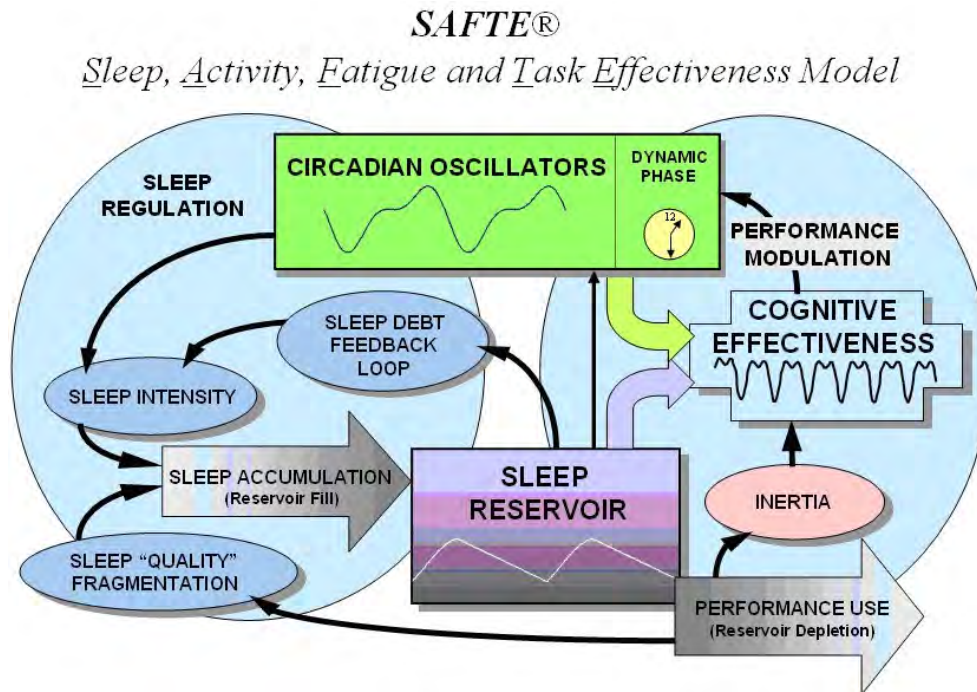 SAFTE®
Sleep, Activity, Fatigue and Task Effectiveness Model
CIRCADIAN OSCILLATORS
DYNAMIC
PHASE
12
SLEEP
REGULATION
PERFORMANCE
MODULATION
SLEEP DEBT
FEEDBACK
LOOP
COGNITIVE
EFFECTIVENESS
SLEEP INTENSITY
SLEEP ACCUMULATION
(Reservoir Fill)
SLEEP
RESERVOIR
INERTIA
SLEEP “QUALITY”
FRAGMENTATION
PERFORMANCE USE
(Reservoir Depletion)